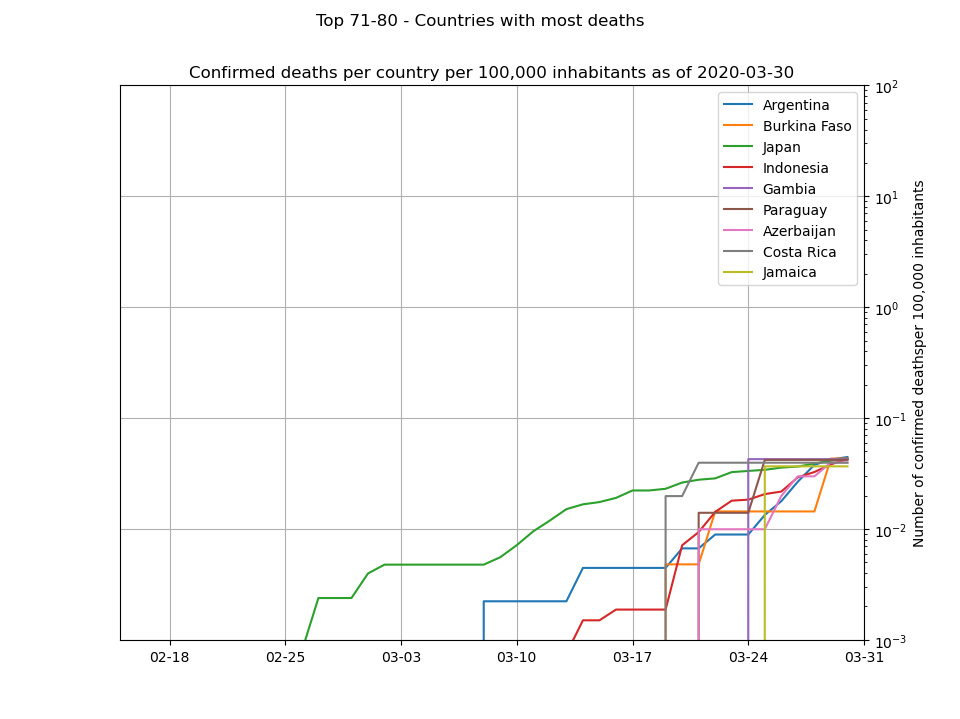 Top 71-80 - Countries with most deaths
Confirmed deaths per country per 100,000 inhabitants as of 2020-03-30
Argentina
Burkina Faso
Japan
Indonesia
Gambia
Paraguay
Azerbaijan
Costa Rica
Jamaica
10²
10¹
10⁰
10⁻¹
10⁻²
10⁻³
Number of confirmed deathsper 100,000 inhabitants
02-18 02-25 03-03 03-10 03-17 03-24 03-31